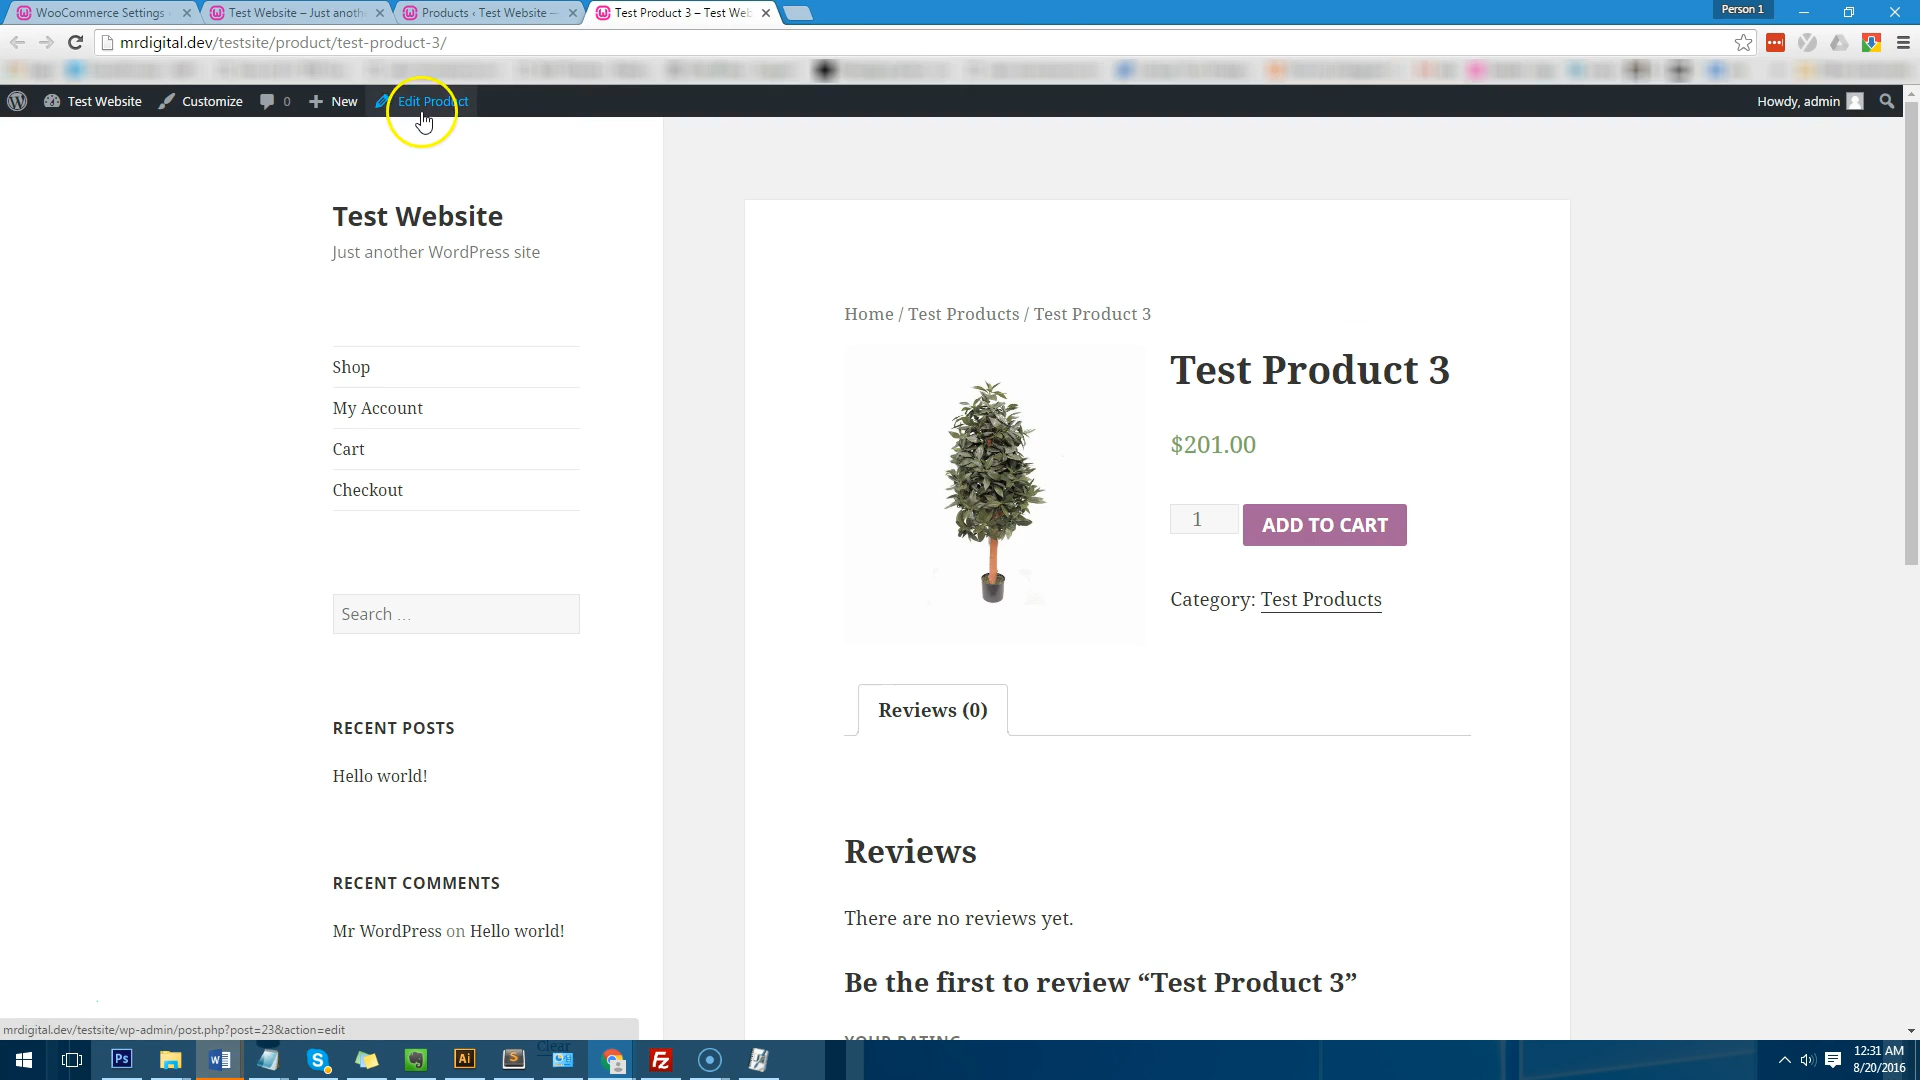 WooCommerce Settings
Test Website – Just anoth
Products ‹ Test Website –
Test Product 3 – Test Web
Person 1
mrdigital.dev/testsite/product/test-product-3/
Test Website
Customize
0
New
Edit Product
Howdy, admin
Test Website
Just another WordPress site
Shop
My Account
Cart
Checkout
Search …
RECENT POSTS
Hello world!
RECENT COMMENTS
Mr WordPress on Hello world!
Home / Test Products / Test Product 3
Test Product 3
$201.00
1
ADD TO CART
Category: Test Products
Reviews (0)
Reviews
There are no reviews yet.
Be the first to review “Test Product 3”
YOUR RATING
mrdigital.dev/testsite/wp-admin/post.php?post=23&action=edit
Clear
Ps
Ai
S
Fz
12:31 AM
8/20/2016